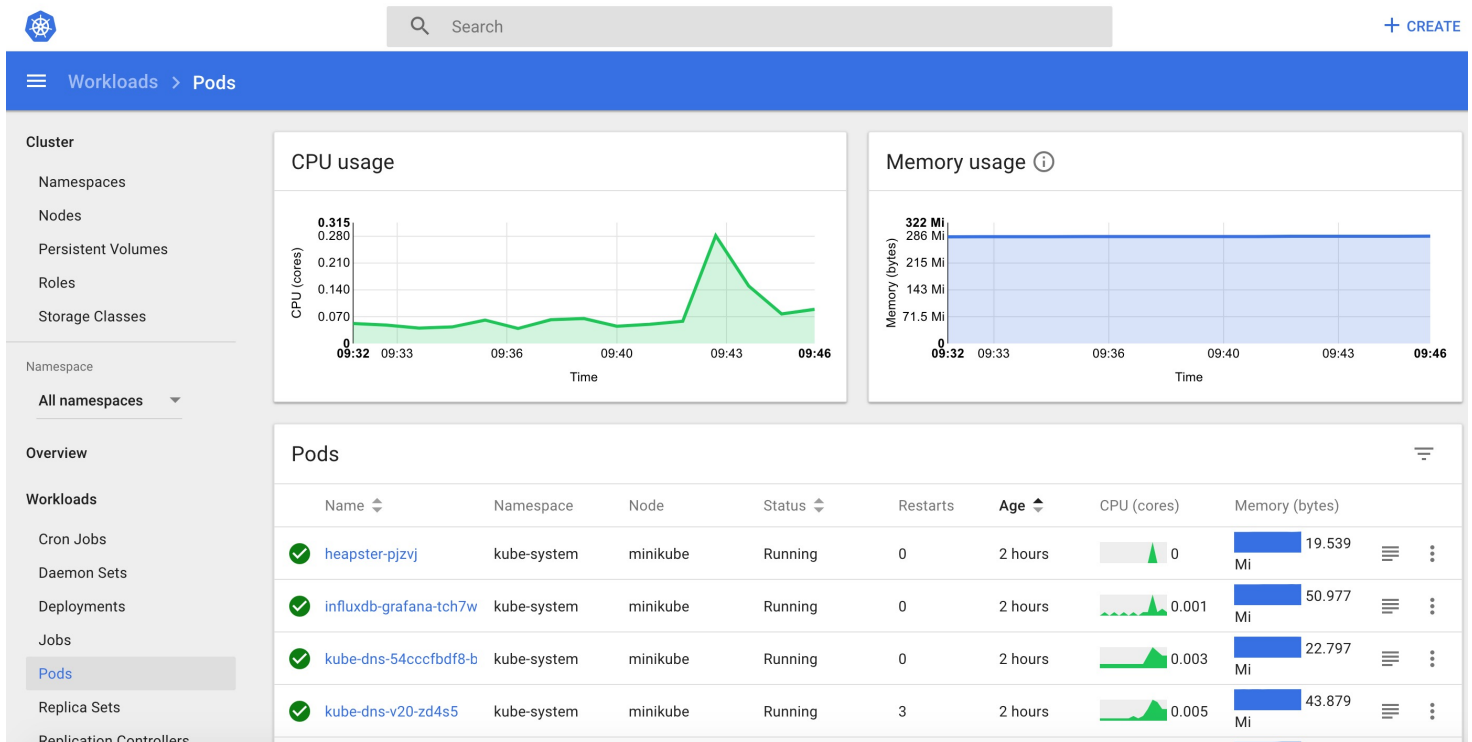 Search
+ CREATE
Workloads > Pods
Cluster
Namespaces
Nodes
Persistent Volumes
Roles
Storage Classes
Namespace
All namespaces
Overview
Workloads
Cron Jobs
Daemon Sets
Deployments
Jobs
Pods
Replica Sets
Replication Controllers
CPU usage
CPU (cores)
0.315
0.280
0.210
0.140
0.070
0
09:32 09:33 09:36 09:40 09:43 09:46
Time
Memory usage
Memory (bytes)
322 Mi
286 Mi
215 Mi
143 Mi
71.5 Mi
0
09:32 09:33 09:36 09:40 09:43 09:46
Time
Pods
Name Namespace Node Status Restarts Age CPU (cores) Memory (bytes)
heapster-pjzvj kube-system minikube Running 0 2 hours 0 19.539
Mi
influxdb-grafana-tch7w kube-system minikube Running 0 2 hours 0.001 50.977
Mi
kube-dns-54cccfbdf8-b kube-system minikube Running 0 2 hours 0.003 22.797
Mi
kube-dns-v20-zd4s5 kube-system minikube Running 3 2 hours 0.005 43.879
Mi